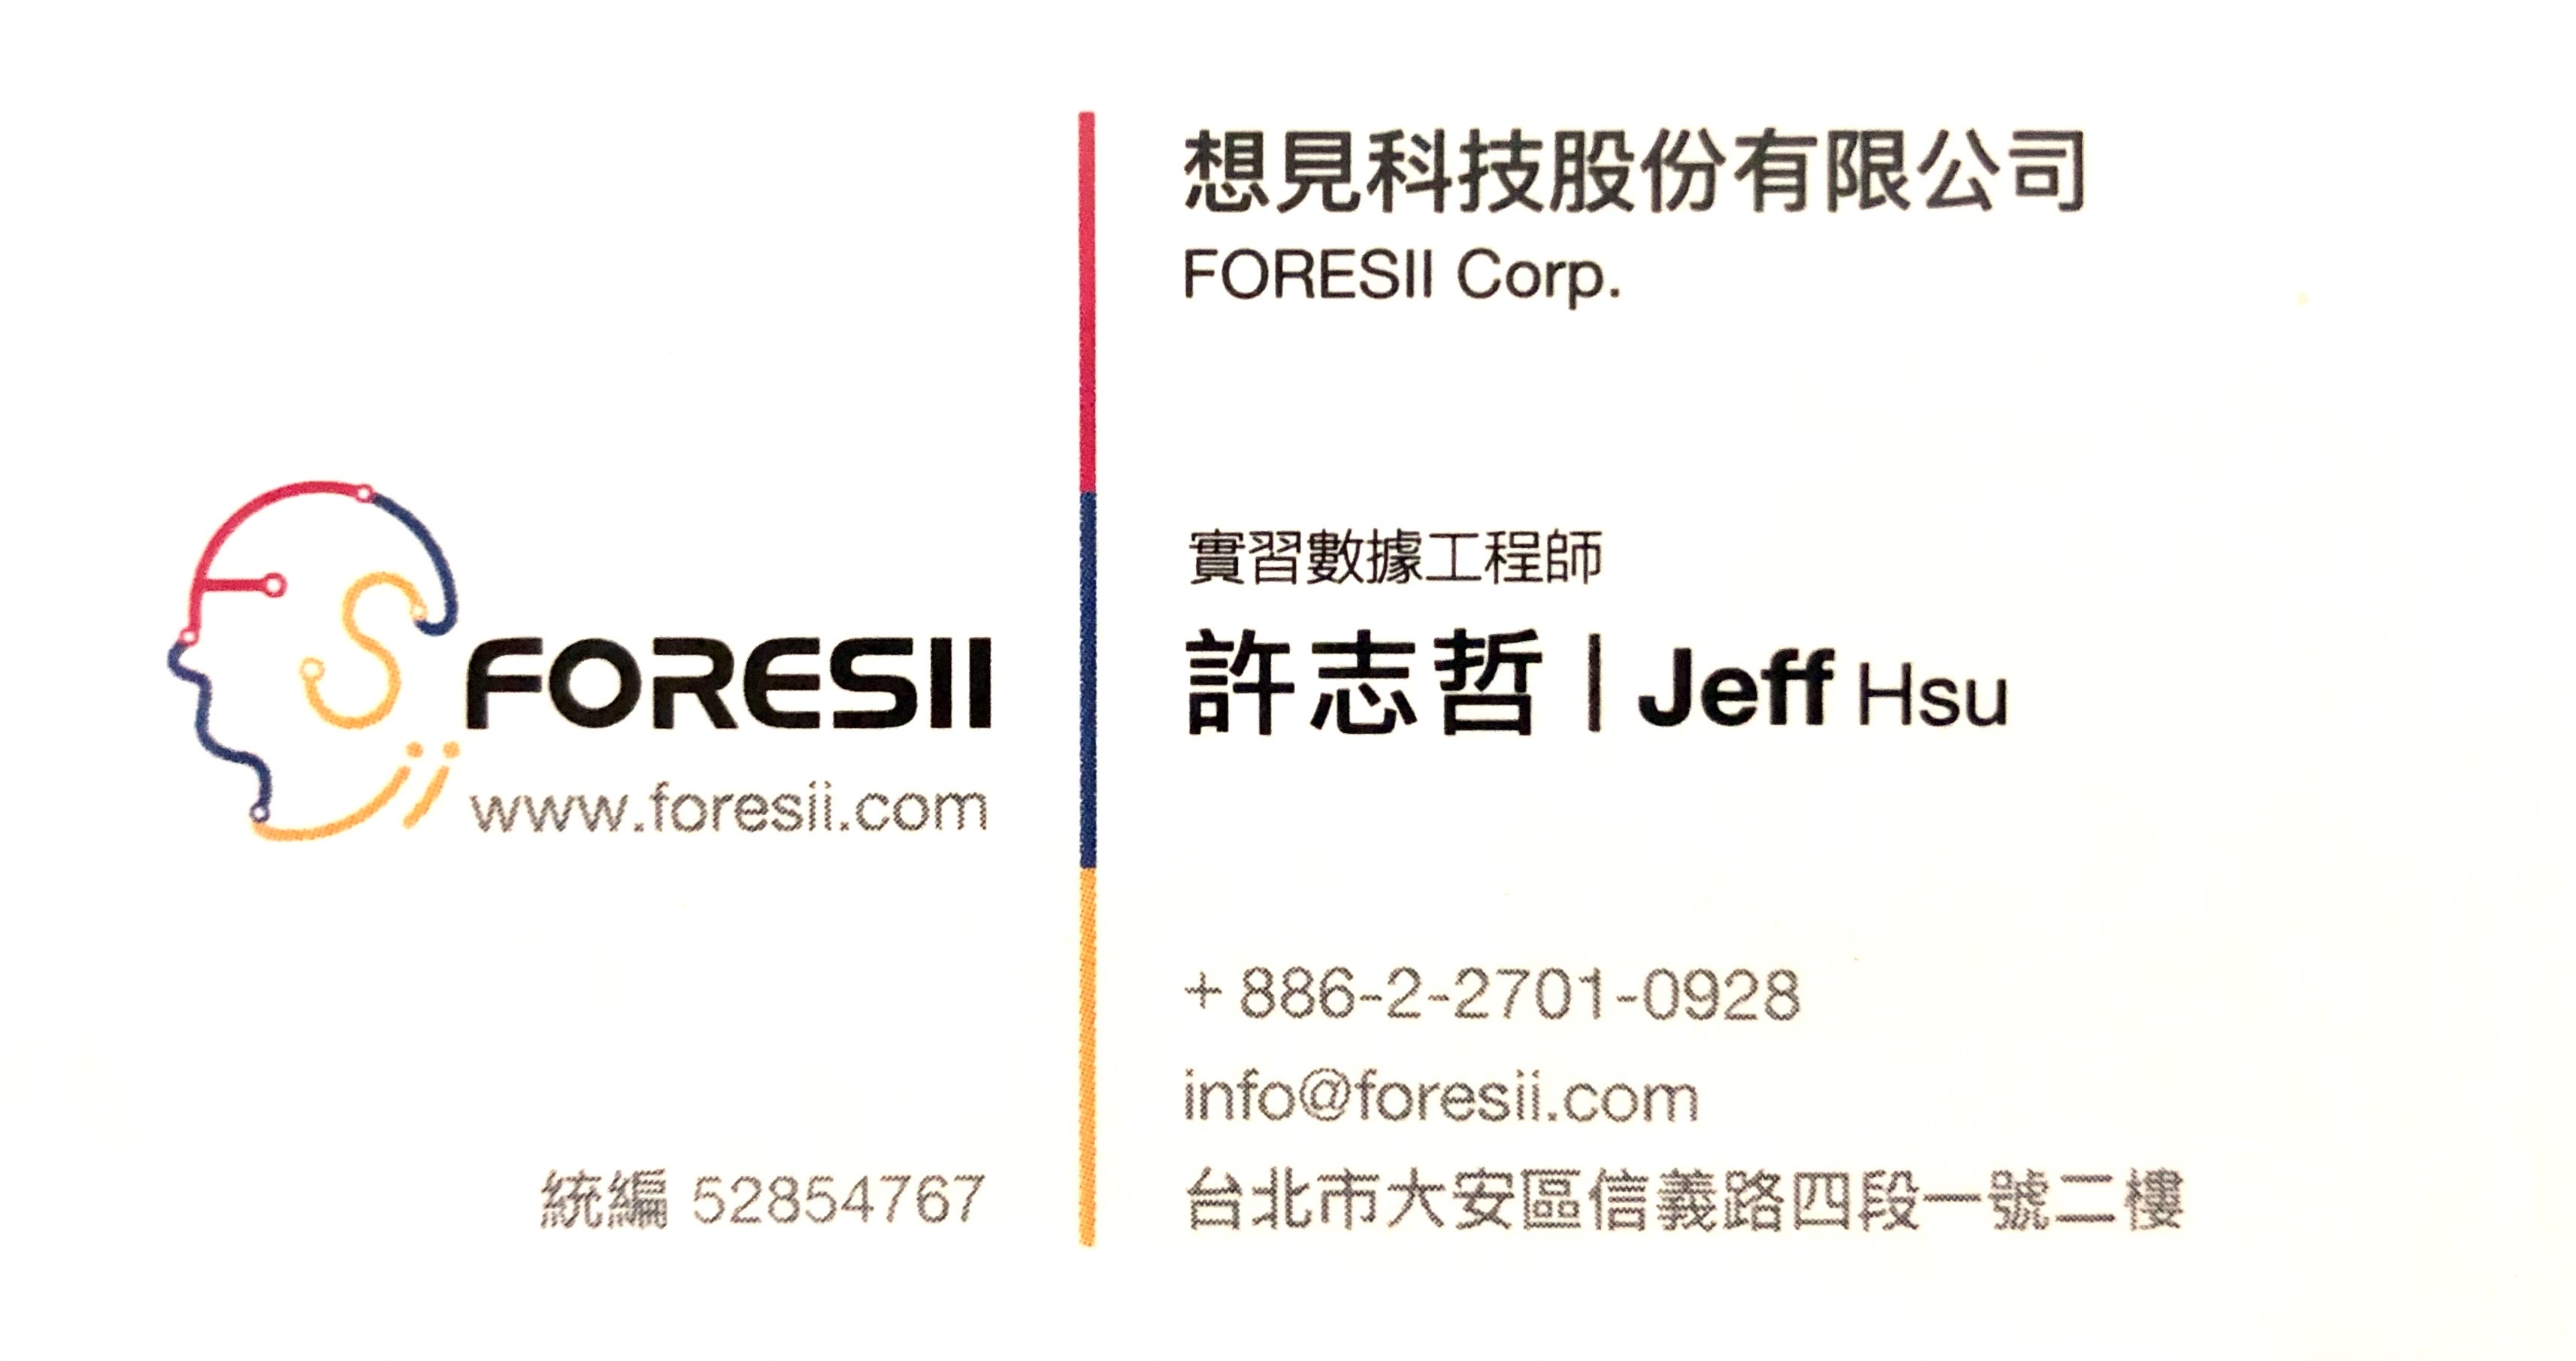 FORESII
www.foresii.com
統編 52854767
想見科技股份有限公司
FORESII Corp.
實習數據工程師
許志哲 | Jeff Hsu
+886-2-2701-0928
info@foresii.com
台北市大安區信義路四段一號二樓